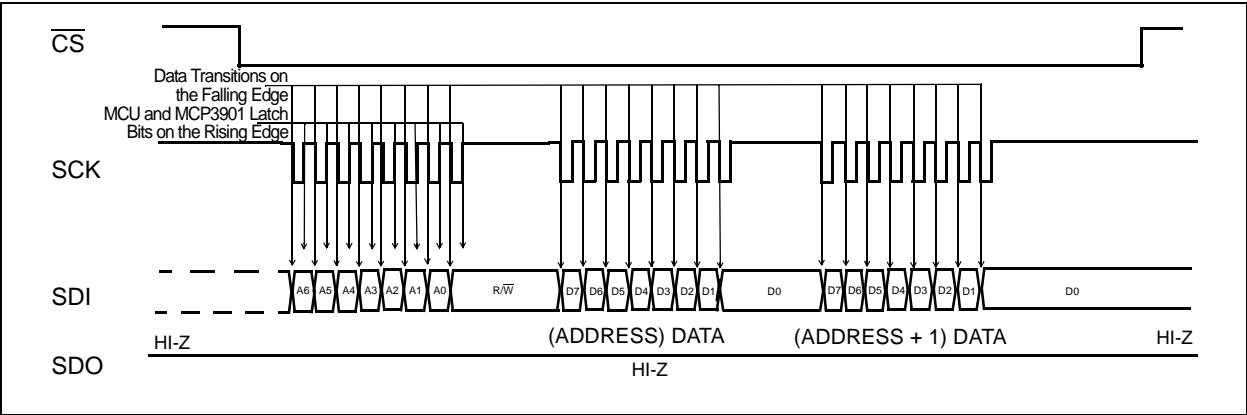 C̅S̅
Data Transitions on
the Falling Edge
MCU and MCP3901 Latch
Bits on the Rising Edge
SCK
SDI
A6 A5 A4 A3 A2 A1 A0 R/W̅ D7 D6 D5 D4 D3 D2 D1 D0 D7 D6 D5 D4 D3 D2 D1 D0
(ADDRESS) DATA (ADDRESS + 1) DATA
HI-Z HI-Z
SDO
HI-Z